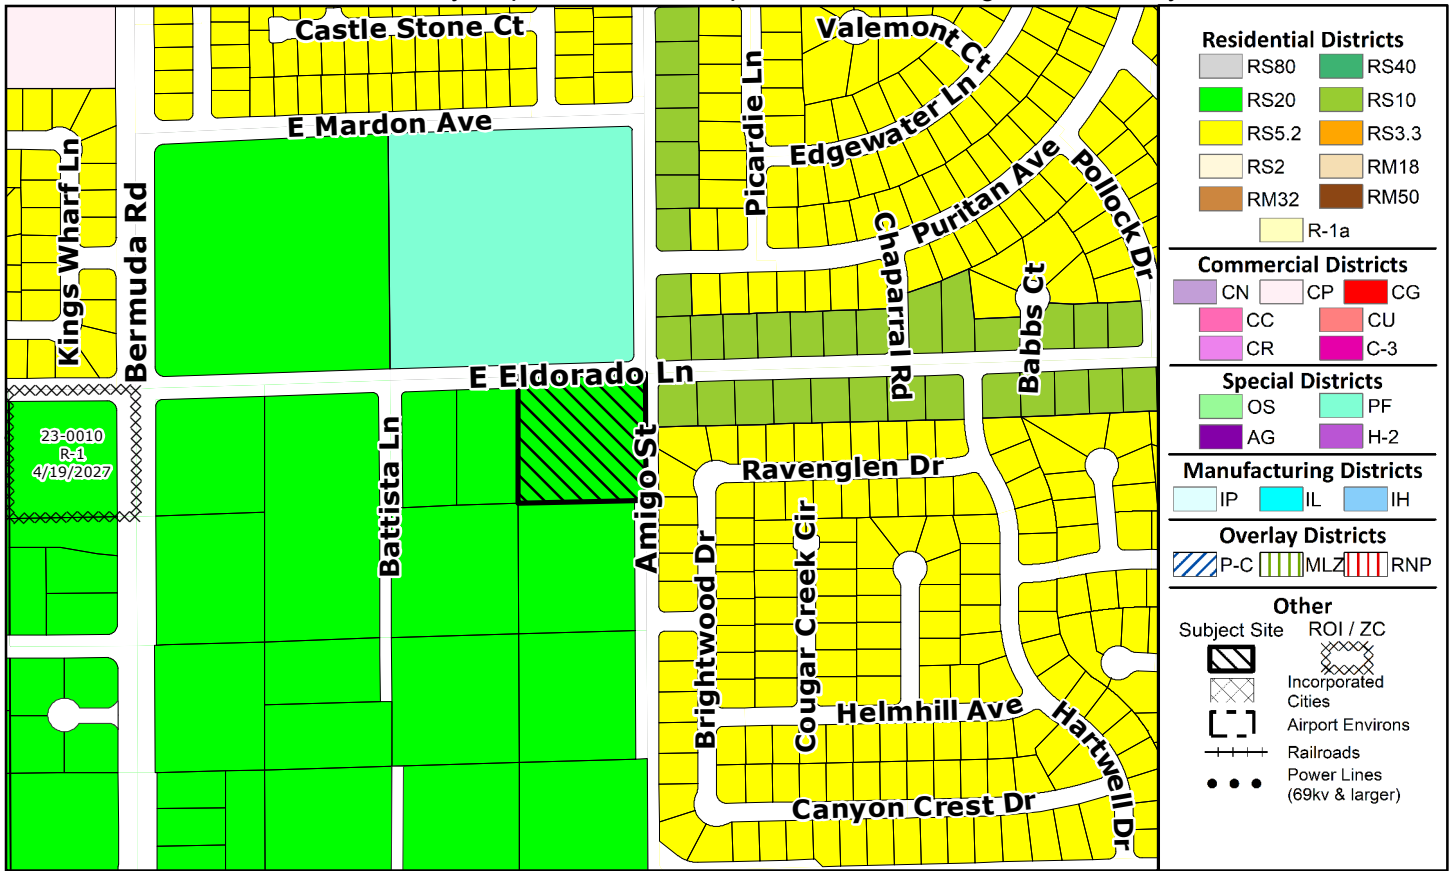 Castle Stone Ct
Valemont Ct
Picardie Ln
Edgewater Ln
E Mardon Ave
Kings Wharf Ln
Bermuda Rd
Puritan Ave
Pollock Dr
Chaparral Rd
Babbs Ct
E Eldorado Ln
23-0010
R-1
4/19/2027
Battista Ln
Amigo St
Ravenglen Dr
Brightwood Dr
Cougar Creek Cir
Helmhill Ave
Hartwell Dr
Canyon Crest Dr
Residential Districts
RS80 RS40
RS20 RS10
RS5.2 RS3.3
RS2 RM18
RM32 RM50
R-1a
Commercial Districts
CN CP CG
CC CU
CR C-3
Special Districts
OS PF
AG H-2
Manufacturing Districts
IP IL IH
Overlay Districts
P-C MLZ RNP
Other
Subject Site ROI / ZC
Incorporated
Cities
Airport Environs
Railroads
Power Lines
(69kv & larger)